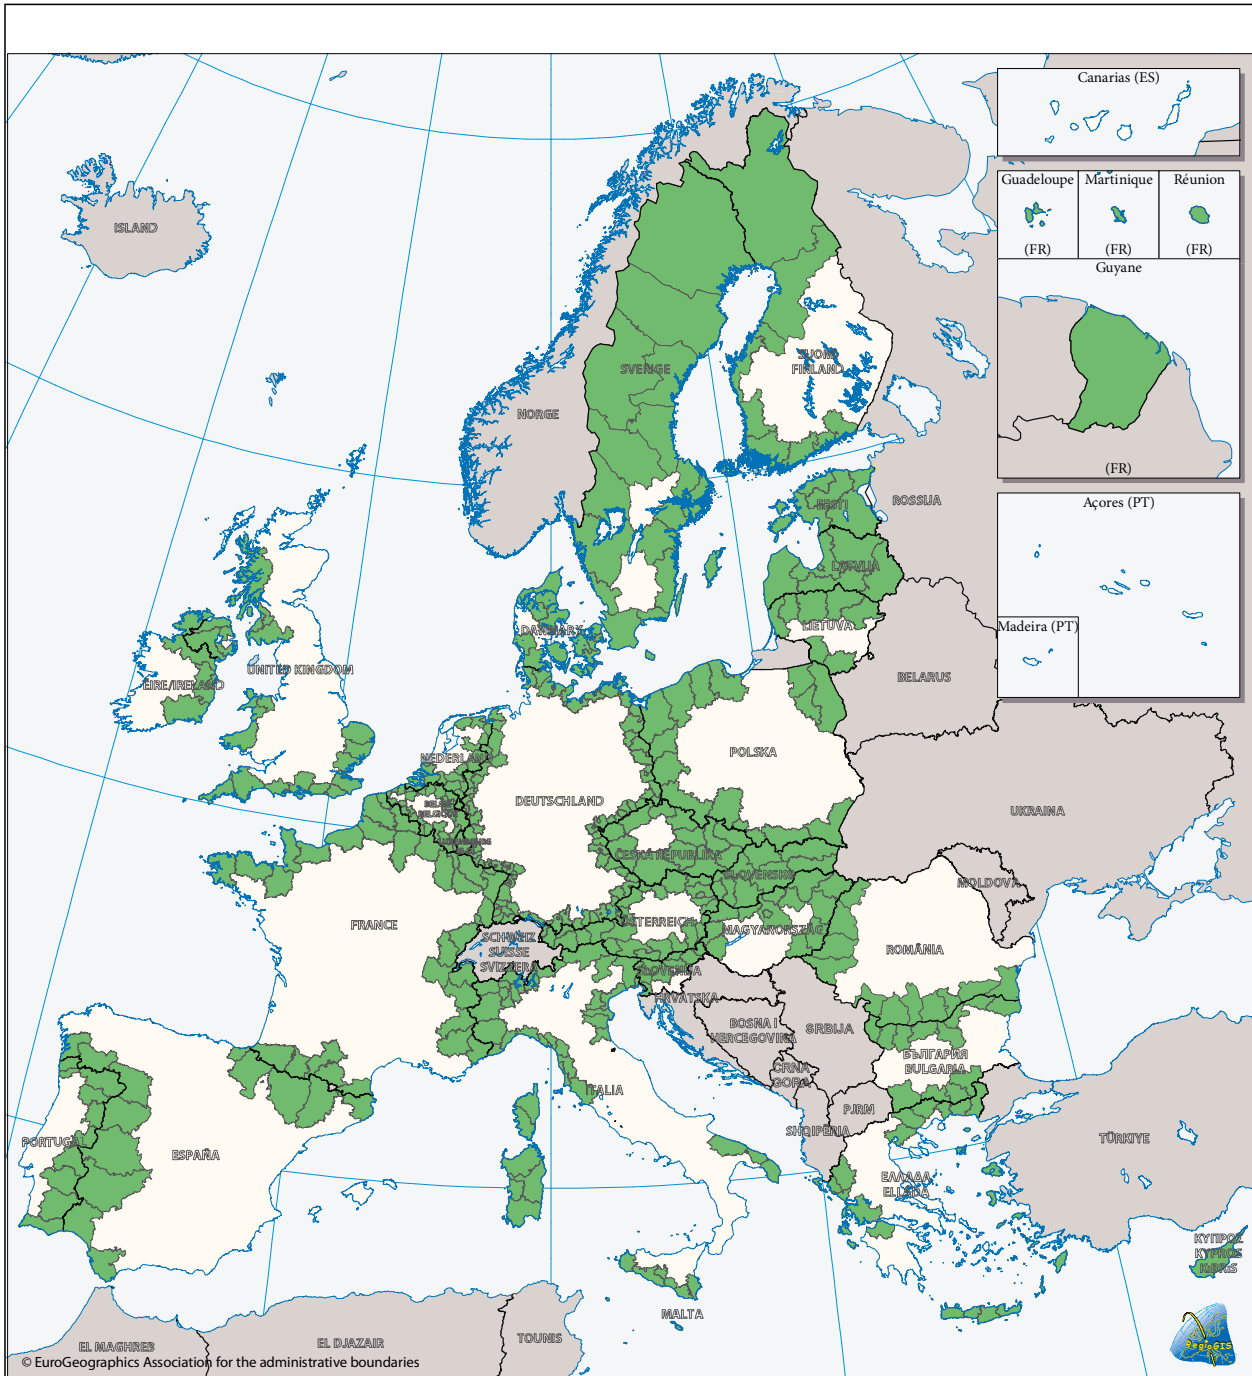 Canarias (ES)
Guadeloupe
Martinique
Réunion
(FR)
(FR)
(FR)
Guyane
(FR)
Açores (PT)
Madeira (PT)
ISLAND
SVERIGE
SUOMI
FINLAND
NORGE
EESTI
ROSSIJA
LATVIJA
LIETUVA
DANMARK
UNITED KINGDOM
ÉIRE/IRELAND
BELARUS
NEDERLAND
POLSKA
DEUTSCHLAND
UKRAINA
ČESKÁ REPUBLIKA
SLOVENSKO
MOLDOVA
FRANCE
ÖSTERREICH
MAGYARORSZÁG
SCHWEIZ
SUISSE
SVIZZERA
ROMÂNIA
SLOVENIJA
HRVATSKA
BOSNA I
HERCEGOVINA
SRBIJA
БЪЛГАРИЯ
BULGARIA
CRNA
GORA
ITALIA
PJRM
SHQIPËRIA
PORTUGAL
ESPAÑA
TÜRKIYE
ΕΛΛΑΔΑ
ELLADA
ΚΥΠΡΟΣ
KYPROS
KIBRIS
MALTA
EL MAGHREB
EL DJAZAIR
TOUNIS
RegioGIS
© EuroGeographics Association for the administrative boundaries